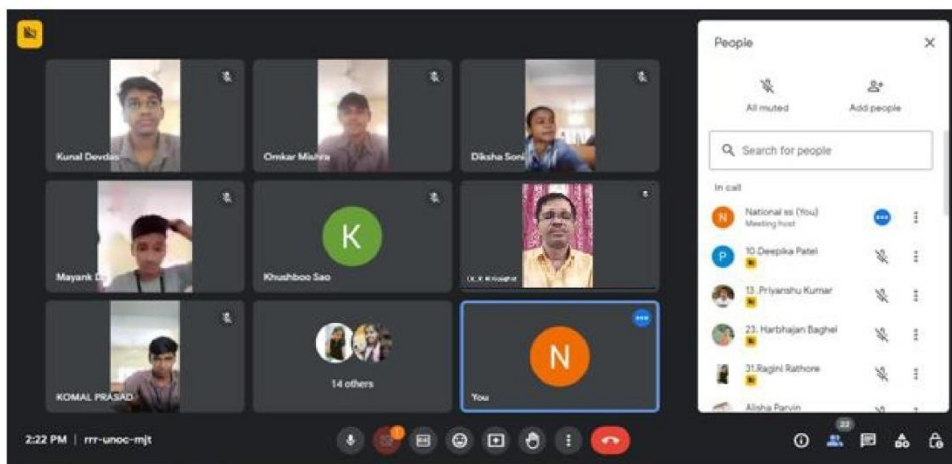 People
All muted
Add people
Search for people
In call
National ss (You)
Meeting host
10.Deepika Patel
13 .Priyanshu Kumar
23. Harbhajan Baghel
31.Ragini Rathore
Alisha Parvin
Kunal Devdas
Omkar Mishra
Diksha Soni
Mayank
K
Khushboo Sao
KOMAL PRASAD
14 others
N
You
2:22 PM | rrr-unoc-mjt
22
N
P